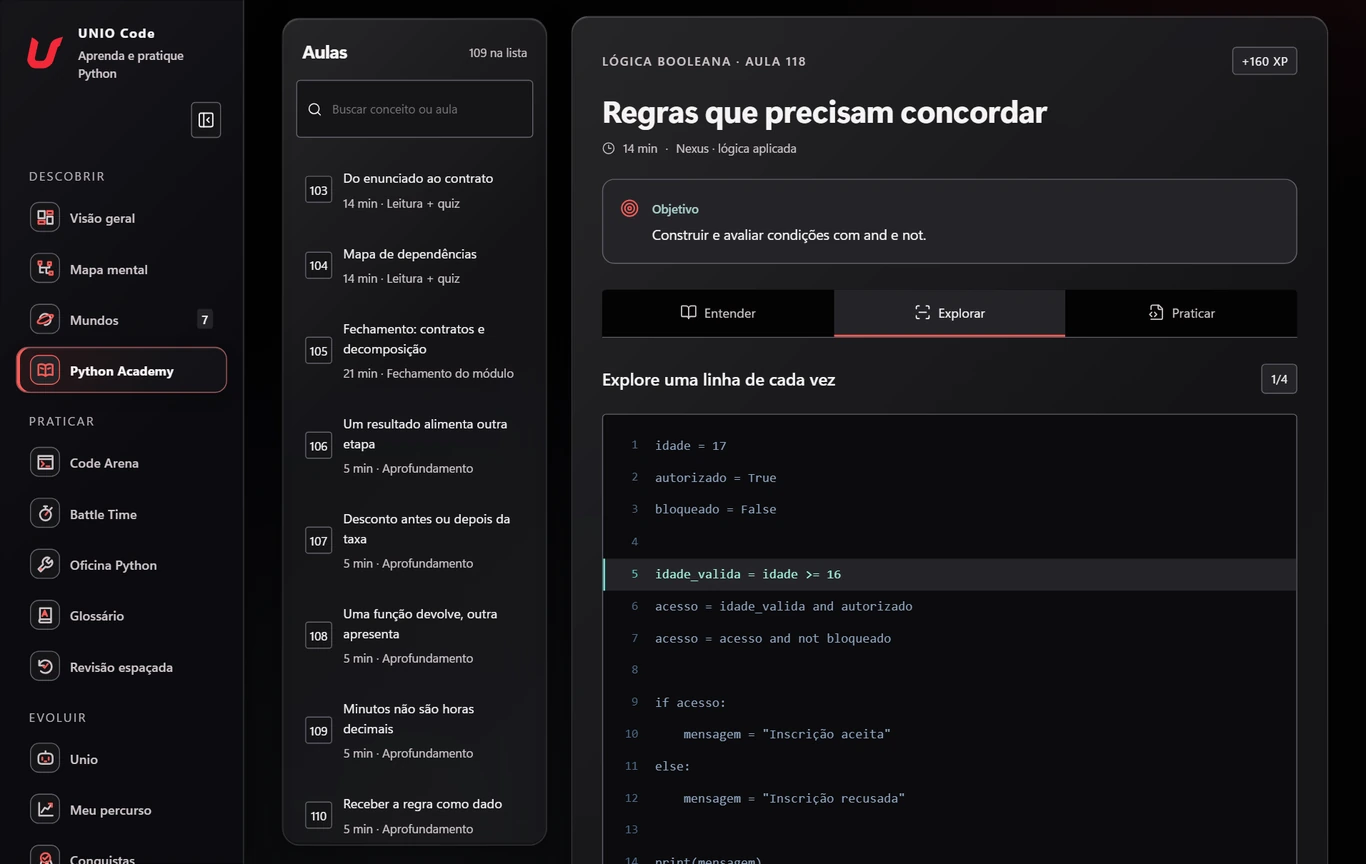 UNIO Code
Aprenda e pratique
Python
DESCOBRIR
Visão geral
Mapa mental
Mundos
7
Python Academy
PRATICAR
Code Arena
Battle Time
Oficina Python
Glossário
Revisão espaçada
EVOLUIR
Unio
Meu percurso
Conquistas
Aulas
109 na lista
Buscar conceito ou aula
103
Do enunciado ao contrato
14 min · Leitura + quiz
104
Mapa de dependências
14 min · Leitura + quiz
105
Fechamento: contratos e
decomposição
21 min · Fechamento do módulo
106
Um resultado alimenta outra
etapa
5 min · Aprofundamento
107
Desconto antes ou depois da
taxa
5 min · Aprofundamento
108
Uma função devolve, outra
apresenta
5 min · Aprofundamento
109
Minutos não são horas
decimais
5 min · Aprofundamento
110
Receber a regra como dado
5 min · Aprofundamento
LÓGICA BOOLEANA · AULA 118
+160 XP
Regras que precisam concordar
14 min · Nexus · lógica aplicada
Objetivo
Construir e avaliar condições com and e not.
Entender
Explorar
Praticar
Explore uma linha de cada vez
1/4
1 idade = 17
2 autorizado = True
3 bloqueado = False
4
5 idade_valida = idade >= 16
6 acesso = idade_valida and autorizado
7 acesso = acesso and not bloqueado
8
9 if acesso:
10     mensagem = "Inscrição aceita"
11 else:
12     mensagem = "Inscrição recusada"
13
14 print(mensagem)